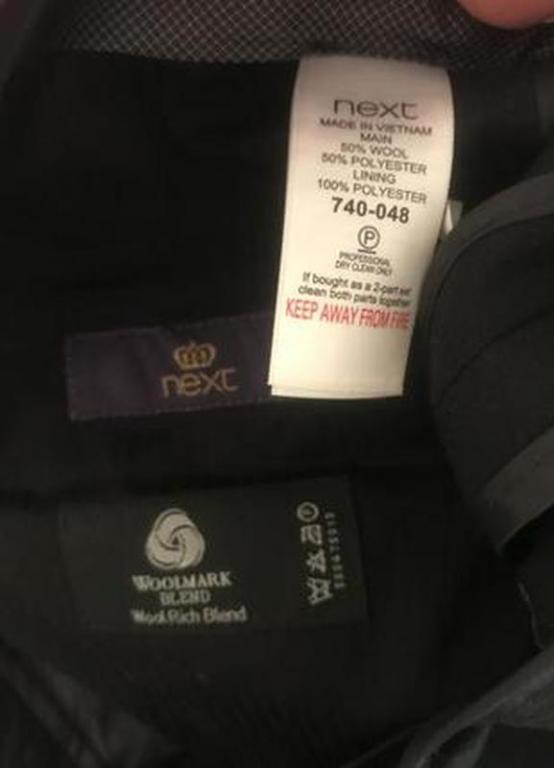 next
MADE IN VIETNAM
MAIN
50% WOOL
50% POLYESTER
LINING
100% POLYESTER
740-048
P
PROFESSIONAL
DRY CLEAN ONLY
If bought as a 2-part set
clean both parts together
KEEP AWAY FROM FIRE
next
WOOLMARK
BLEND
Wool Rich Blend